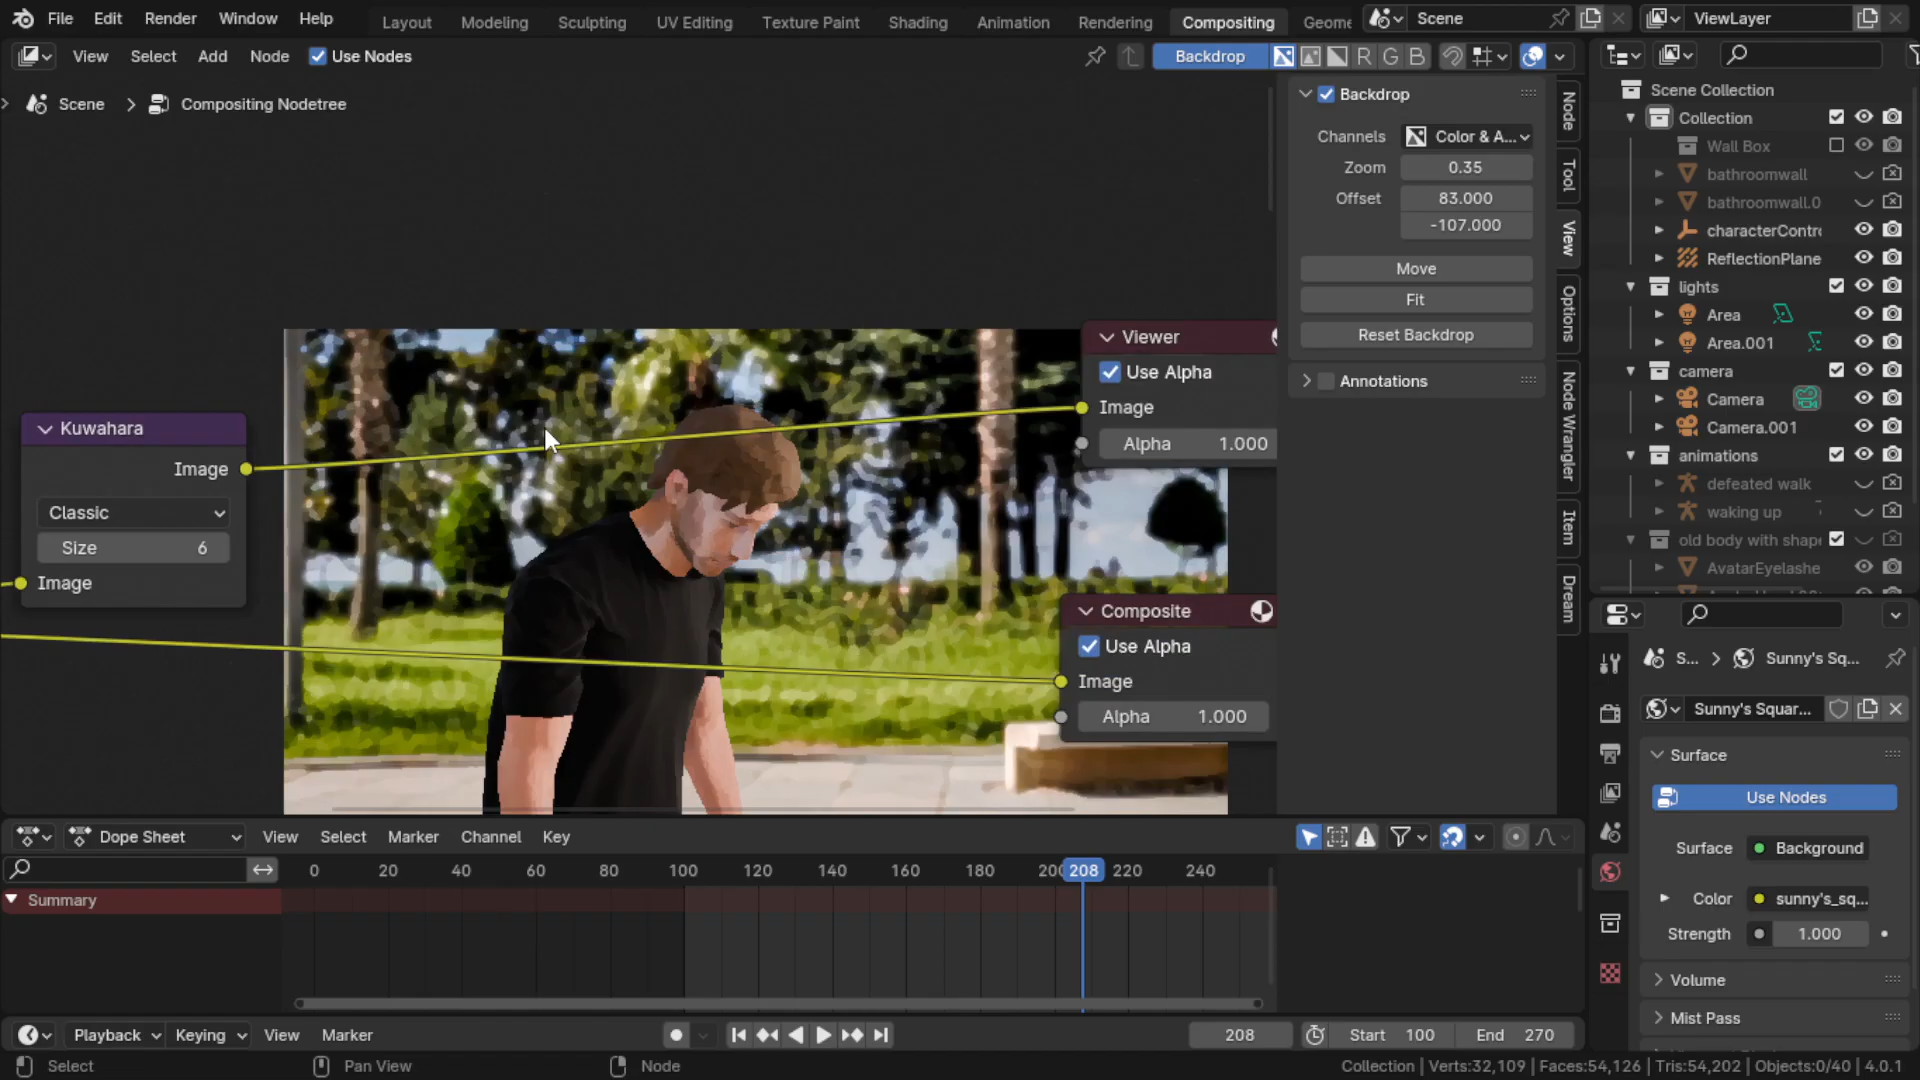 File Edit Render Window Help Layout Modeling Sculpting UV Editing Texture Paint Shading Animation Rendering Compositing Geome Scene ViewLayer
View Select Add Node Use Nodes Backdrop R G B
Scene > Compositing Nodetree
Backdrop
Channels Color & A...
Zoom 0.35
Offset 83.000
-107.000
Move
Fit
Reset Backdrop
Annotations
Node
Tool
View
Options
Node Wrangler
Item
Dream
Scene Collection
Collection
Wall Box
bathroomwall
bathroomwall.0
characterContr
ReflectionPlane
lights
Area
Area.001
camera
Camera
Camera.001
animations
defeated walk
waking up
old body with shap
AvatarEyelashe
Kuwahara
Image
Classic
Size 6
Image
Viewer
Use Alpha
Image
Alpha 1.000
Composite
Use Alpha
Image
Alpha 1.000
S... > Sunny's Sq...
Sunny's Squar...
Surface
Use Nodes
Surface Background
Color sunny's_sq...
Strength 1.000
Volume
Mist Pass
Dope Sheet View Select Marker Channel Key
0 20 40 60 80 100 120 140 160 180 200 208 220 240
Summary
Playback Keying View Marker 208 Start 100 End 270
Select Pan View Node Collection | Verts:32,109 | Faces:54,126 | Tris:54,202 | Objects:0/40 | 4.0.1